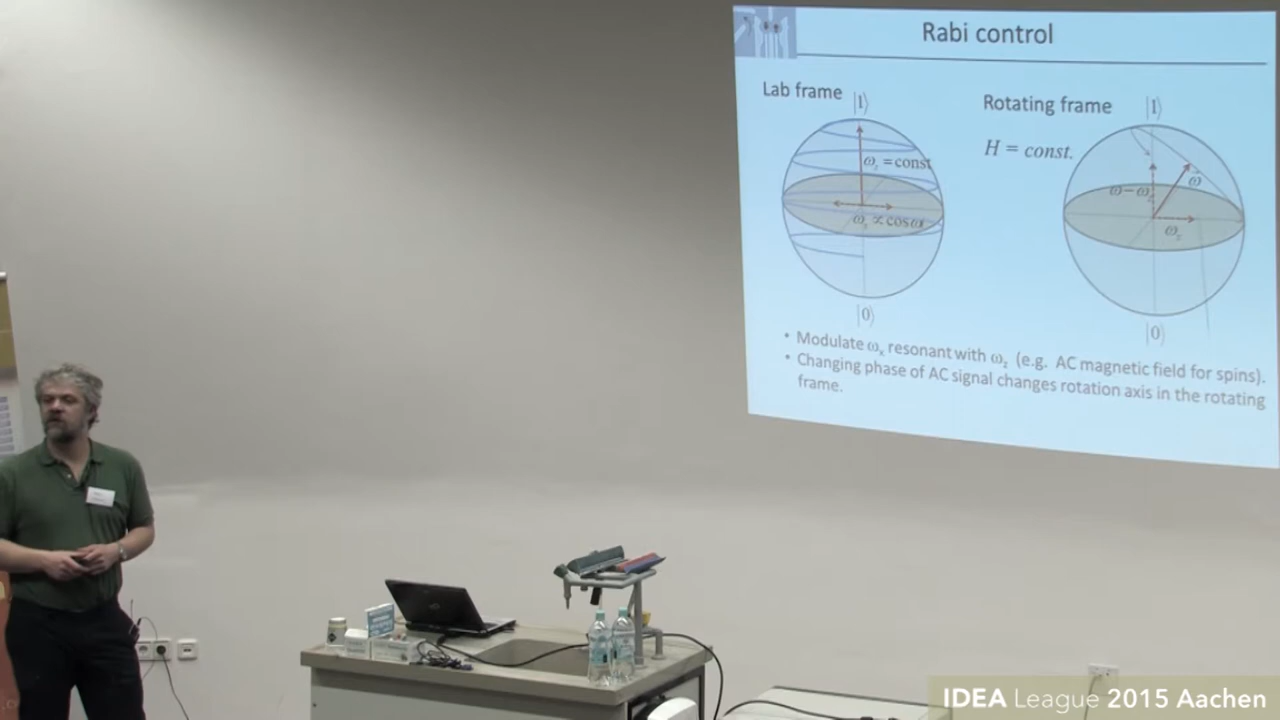 Rabi control
Lab frame
|1⟩
ω_z = const
ω_x ∝ cos ωt
|0⟩
Rotating frame
|1⟩
H = const.
ω − ω_z
ω
ω_x
|0⟩
• Modulate ω_x resonant with ω_z (e.g. AC magnetic field for spins).
• Changing phase of AC signal changes rotation axis in the rotating
frame.
IDEA League 2015 Aachen